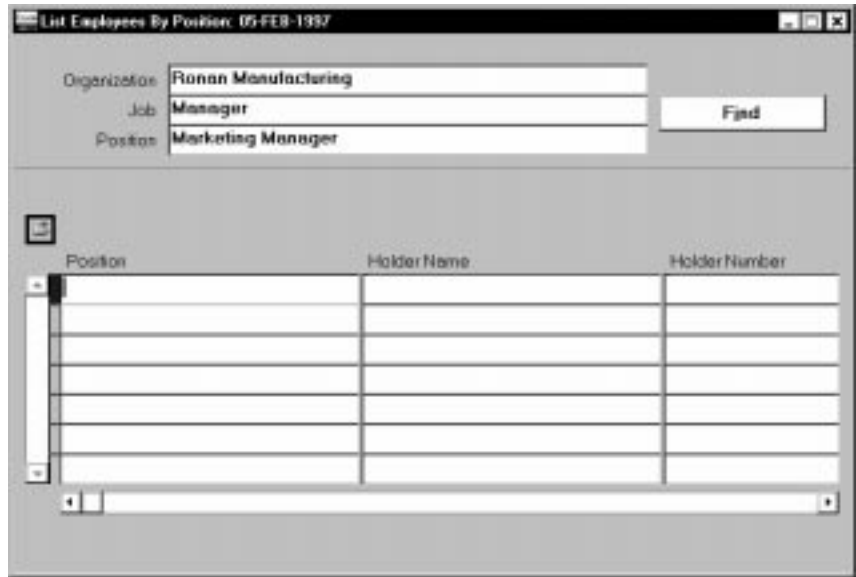 List Employees By Position: 05-FEB-1997
Organization Ronan Manufacturing
Job Manager
Position Marketing Manager
Find
Position Holder Name Holder Number